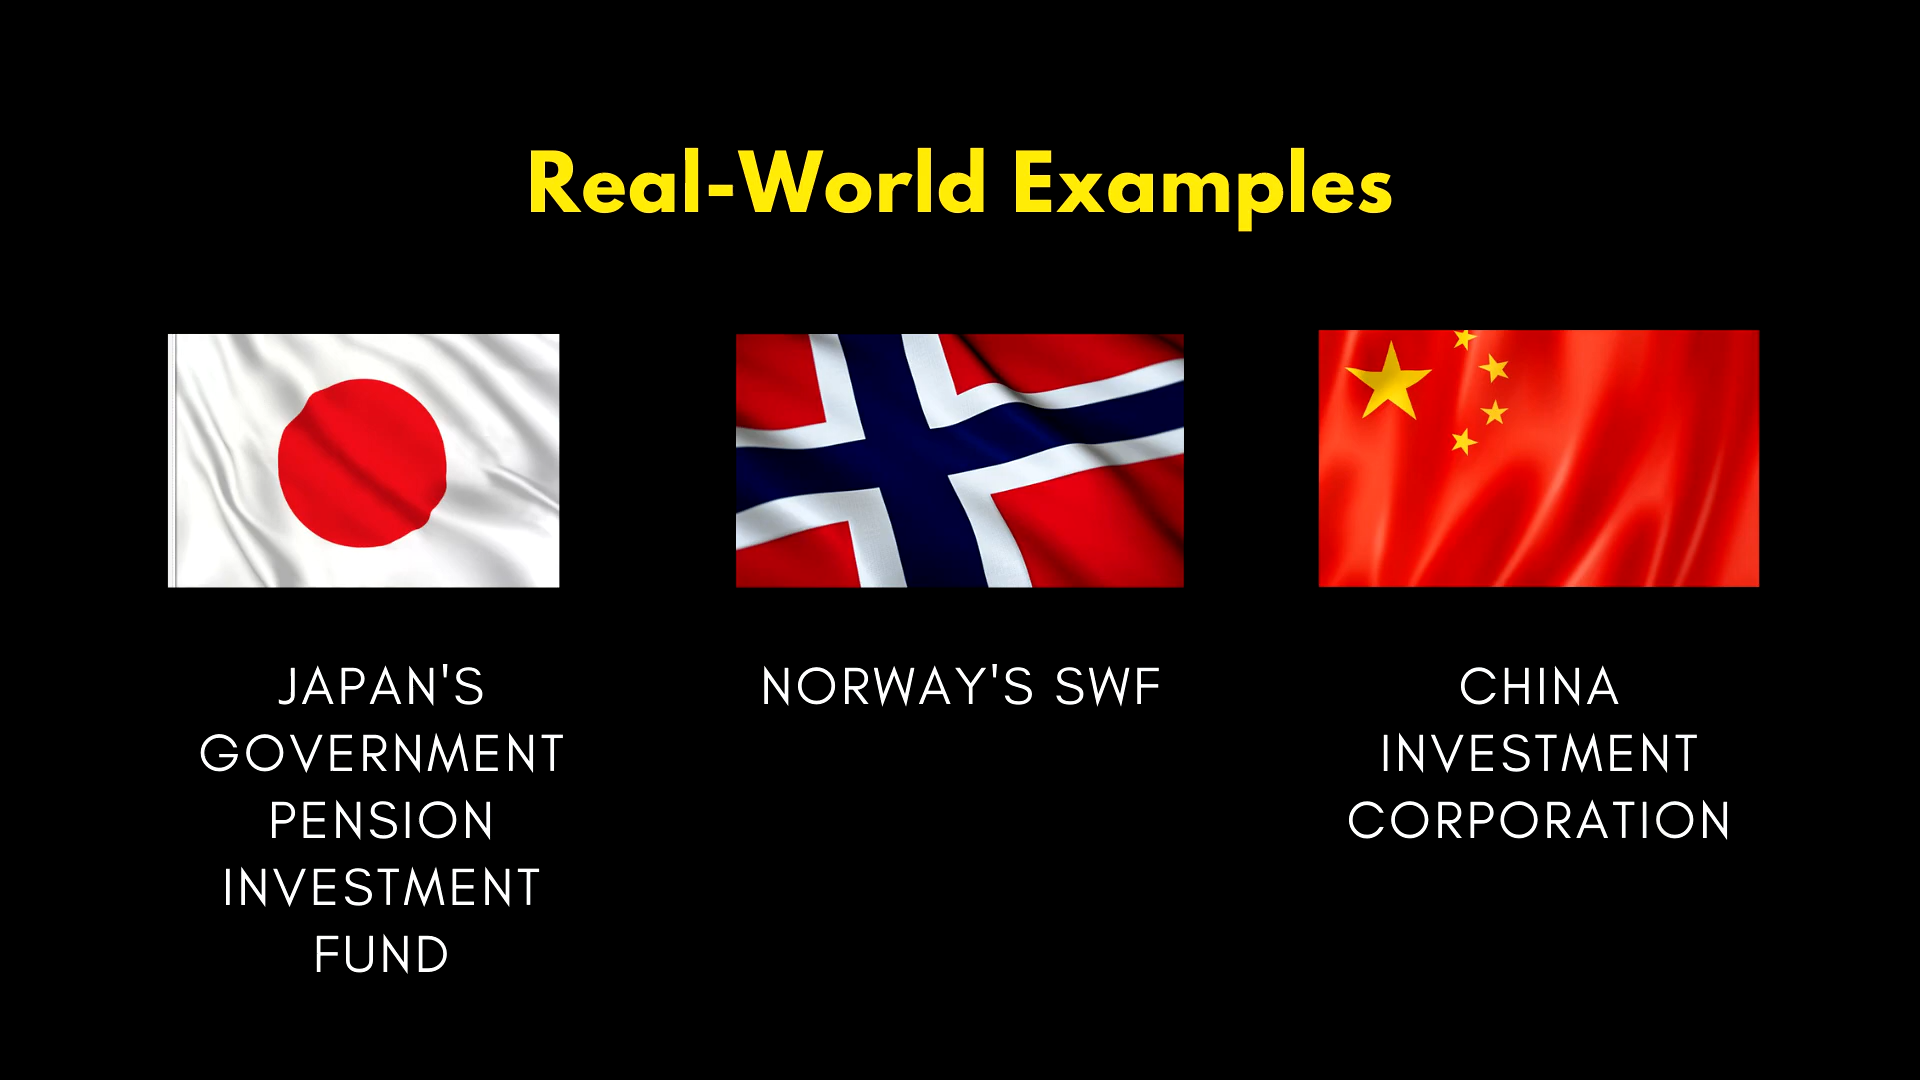 Real-World Examples
JAPAN'S
GOVERNMENT
PENSION
INVESTMENT
FUND
NORWAY'S SWF
CHINA
INVESTMENT
CORPORATION